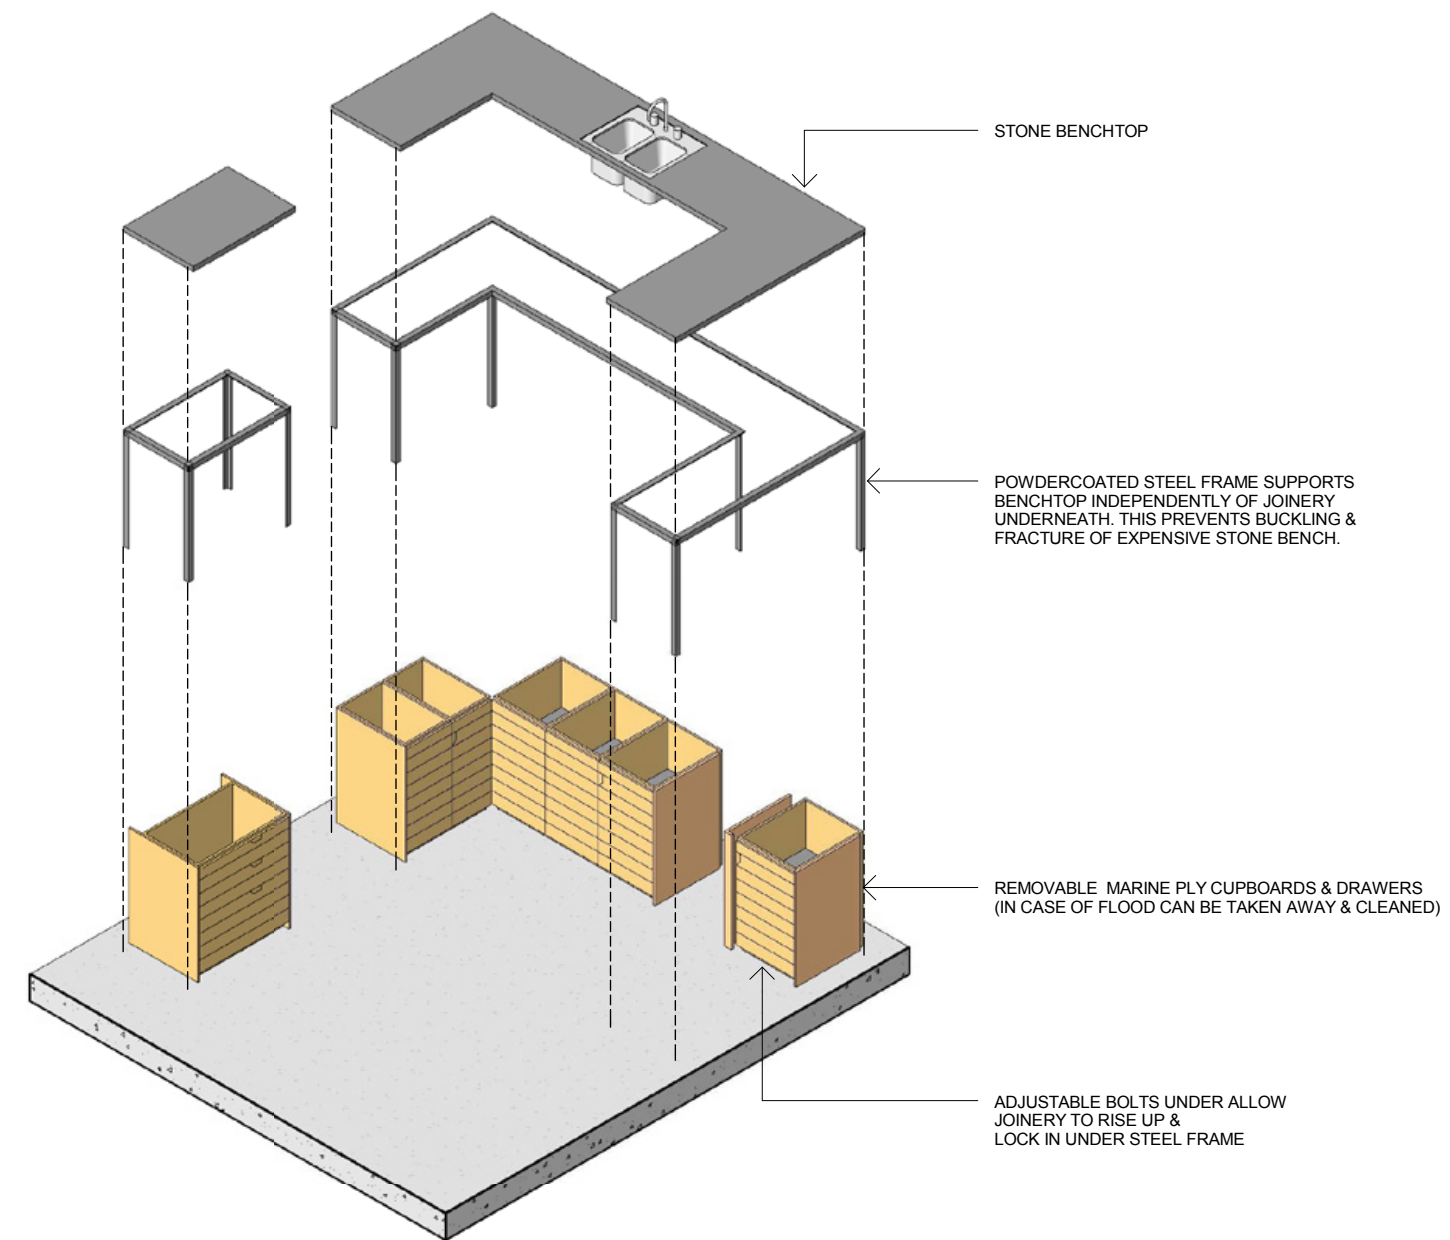 STONE BENCHTOP
POWDERCOATED STEEL FRAME SUPPORTS
BENCHTOP INDEPENDENTLY OF JOINERY
UNDERNEATH. THIS PREVENTS BUCKLING &
FRACTURE OF EXPENSIVE STONE BENCH.
REMOVABLE  MARINE PLY CUPBOARDS & DRAWERS
(IN CASE OF FLOOD CAN BE TAKEN AWAY & CLEANED)
ADJUSTABLE BOLTS UNDER ALLOW
JOINERY TO RISE UP &
LOCK IN UNDER STEEL FRAME